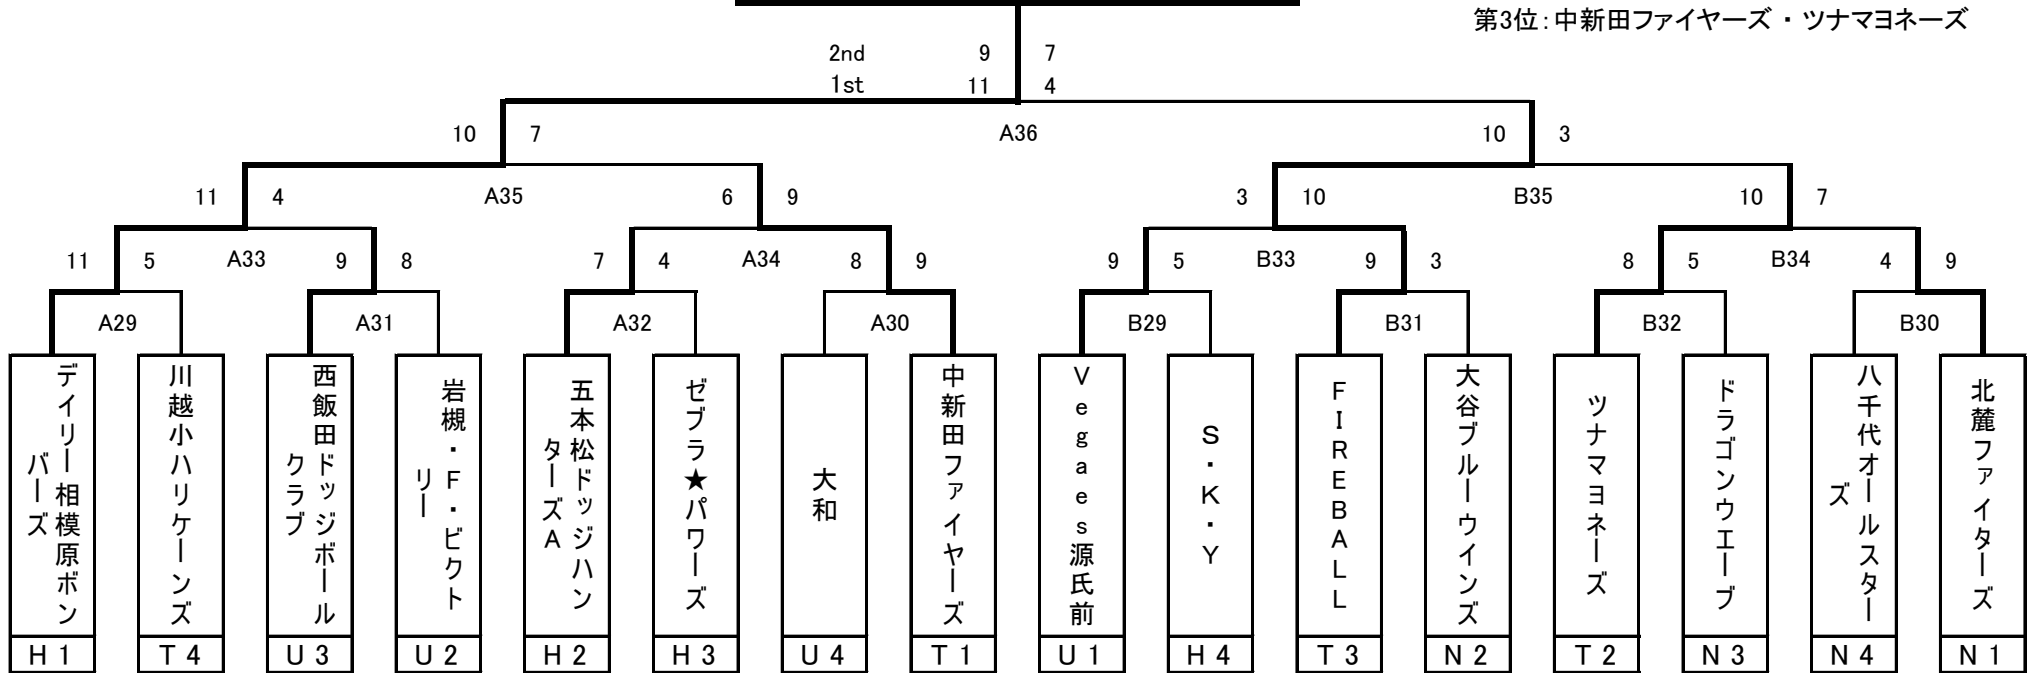 第3位：中新田ファイヤーズ・ツナマヨネーズ
2nd 9 7
1st 11 4
10 7 A36 10 3
11 4 A35 6 9 3 10 B35 10 7
11 5 A33 9 8 7 4 A34 8 9 9 5 B33 9 3 8 5 B34 4 9
A29 A31 A32 A30 B29 B31 B32 B30
デイリー相模原ボンバーズ
川越小ハリケーンズ
西飯田ドッジボールクラブ
岩槻・F・ビクトリー
五本松ドッジハンターズA
ゼブラ★パワーズ
大和
中新田ファイヤーズ
Vegaes源氏前
S・K・Y
FIREBALL
大谷ブルーウインズ
ツナマヨネーズ
ドラゴンウエーブ
八千代オールスターズ
北麓ファイターズ
H1 T4 U3 U2 H2 H3 U4 T1 U1 H4 T3 N2 T2 N3 N4 N1